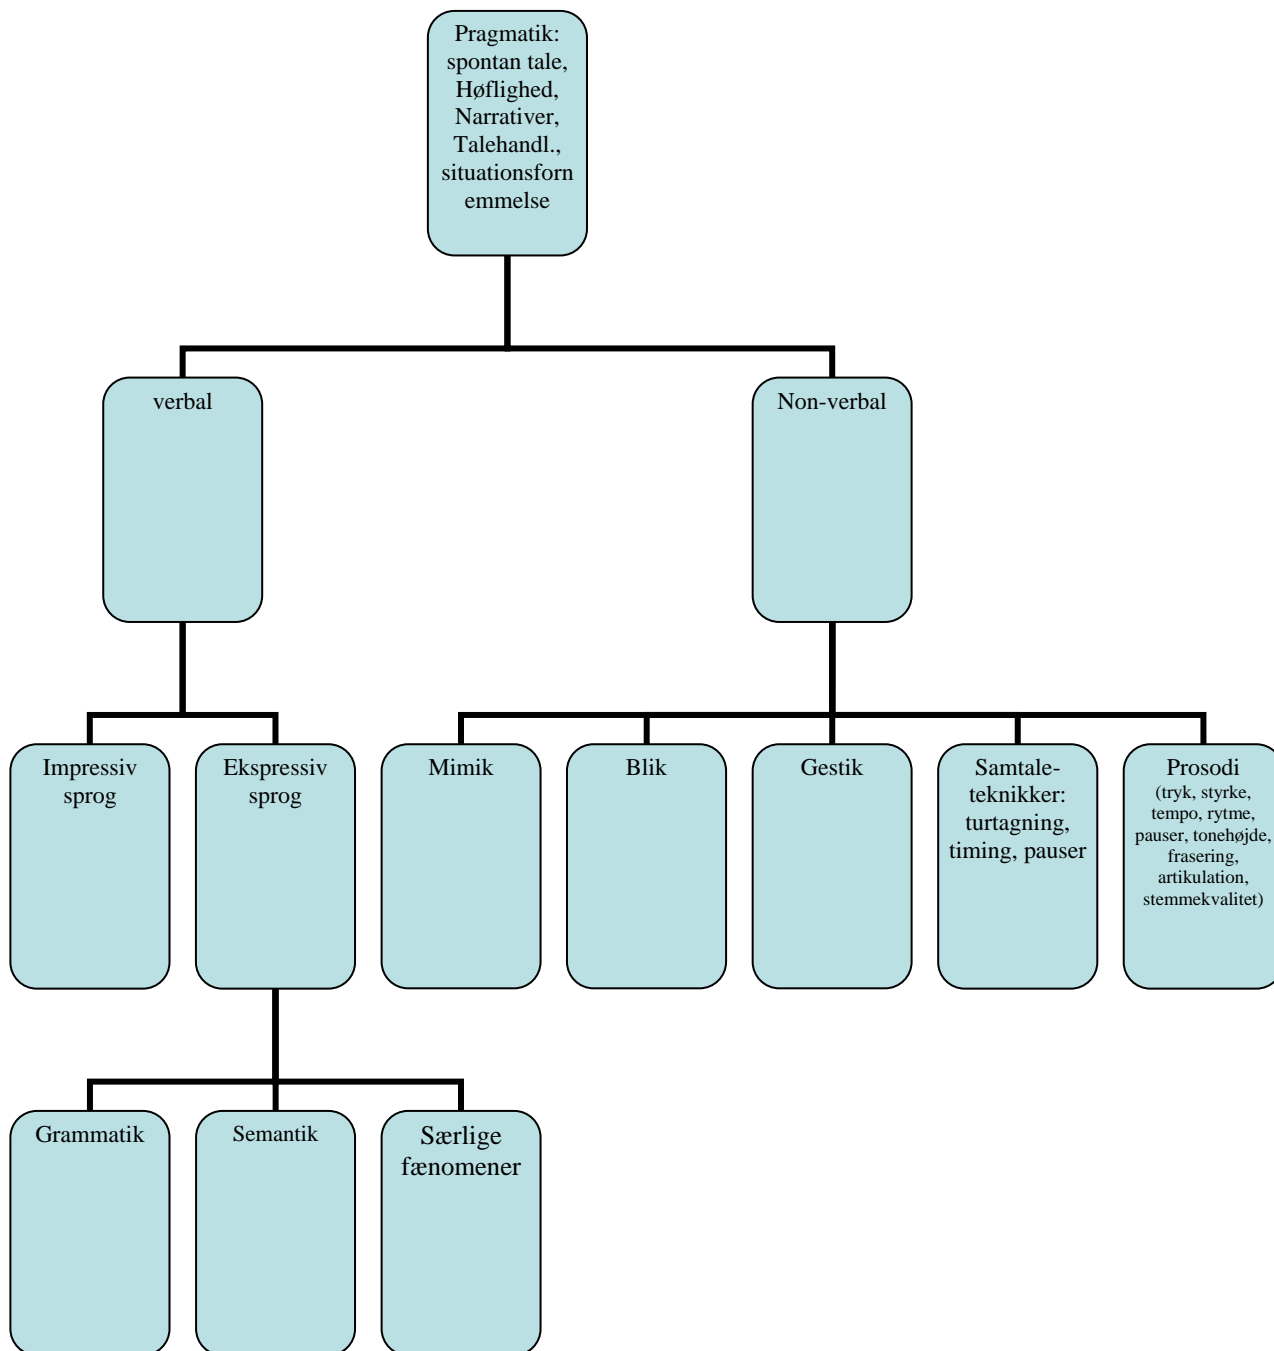 Pragmatik:
spontan tale,
Høflighed,
Narrativer,
Talehandl.,
situationsforn
emmelse
verbal
Non-verbal
Impressiv
sprog
Ekspressiv
sprog
Mimik
Blik
Gestik
Samtale-
teknikker:
turtagning,
timing, pauser
Prosodi
(tryk, styrke,
tempo, rytme,
pauser, tonehøjde,
frasering,
artikulation,
stemmekvalitet)
Grammatik
Semantik
Særlige
fænomener